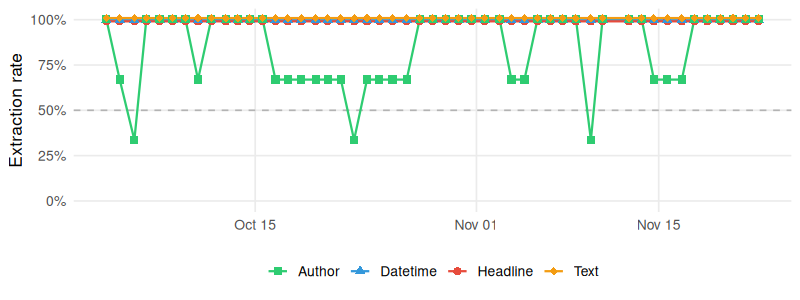 Extraction rate
100%
75%
50%
25%
0%
Oct 15
Nov 01
Nov 15
Author
Datetime
Headline
Text